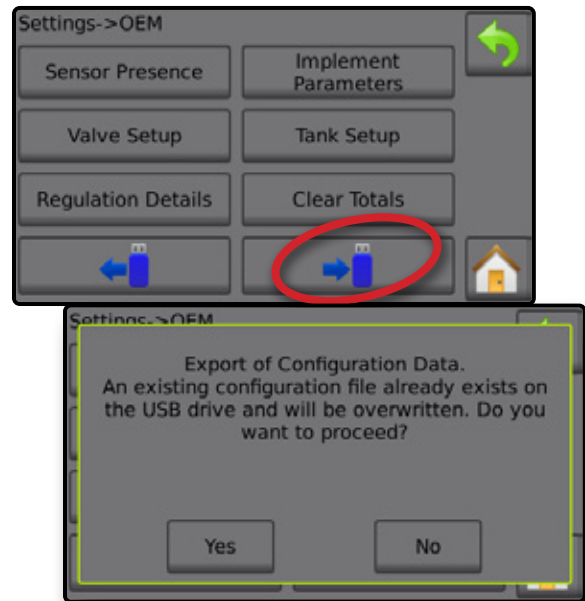 Settings->OEM
Sensor Presence
Implement
Parameters
Valve Setup
Tank Setup
Regulation Details
Clear Totals
Settings->OEM
Export of Configuration Data.
An existing configuration file already exists on
the USB drive and will be overwritten. Do you
want to proceed?
Yes
No